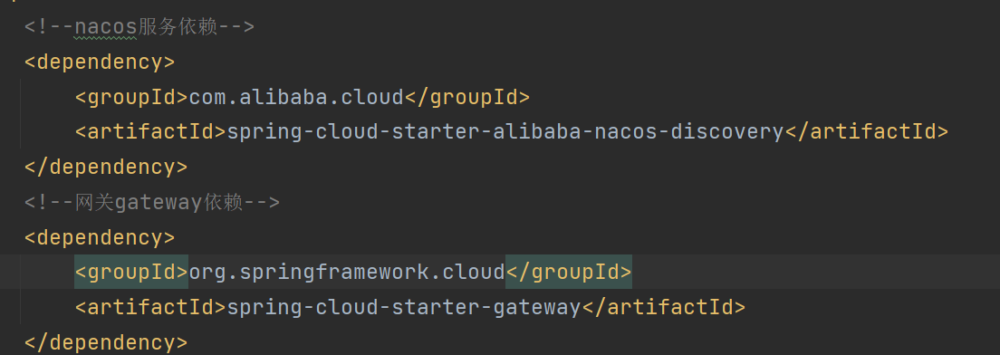 <!--nacos服务依赖-->
<dependency>
<groupId>com.alibaba.cloud</groupId>
<artifactId>spring-cloud-starter-alibaba-nacos-discovery</artifactId>
</dependency>
<!--网关gateway依赖-->
<dependency>
<groupId>org.springframework.cloud</groupId>
<artifactId>spring-cloud-starter-gateway</artifactId>
</dependency>